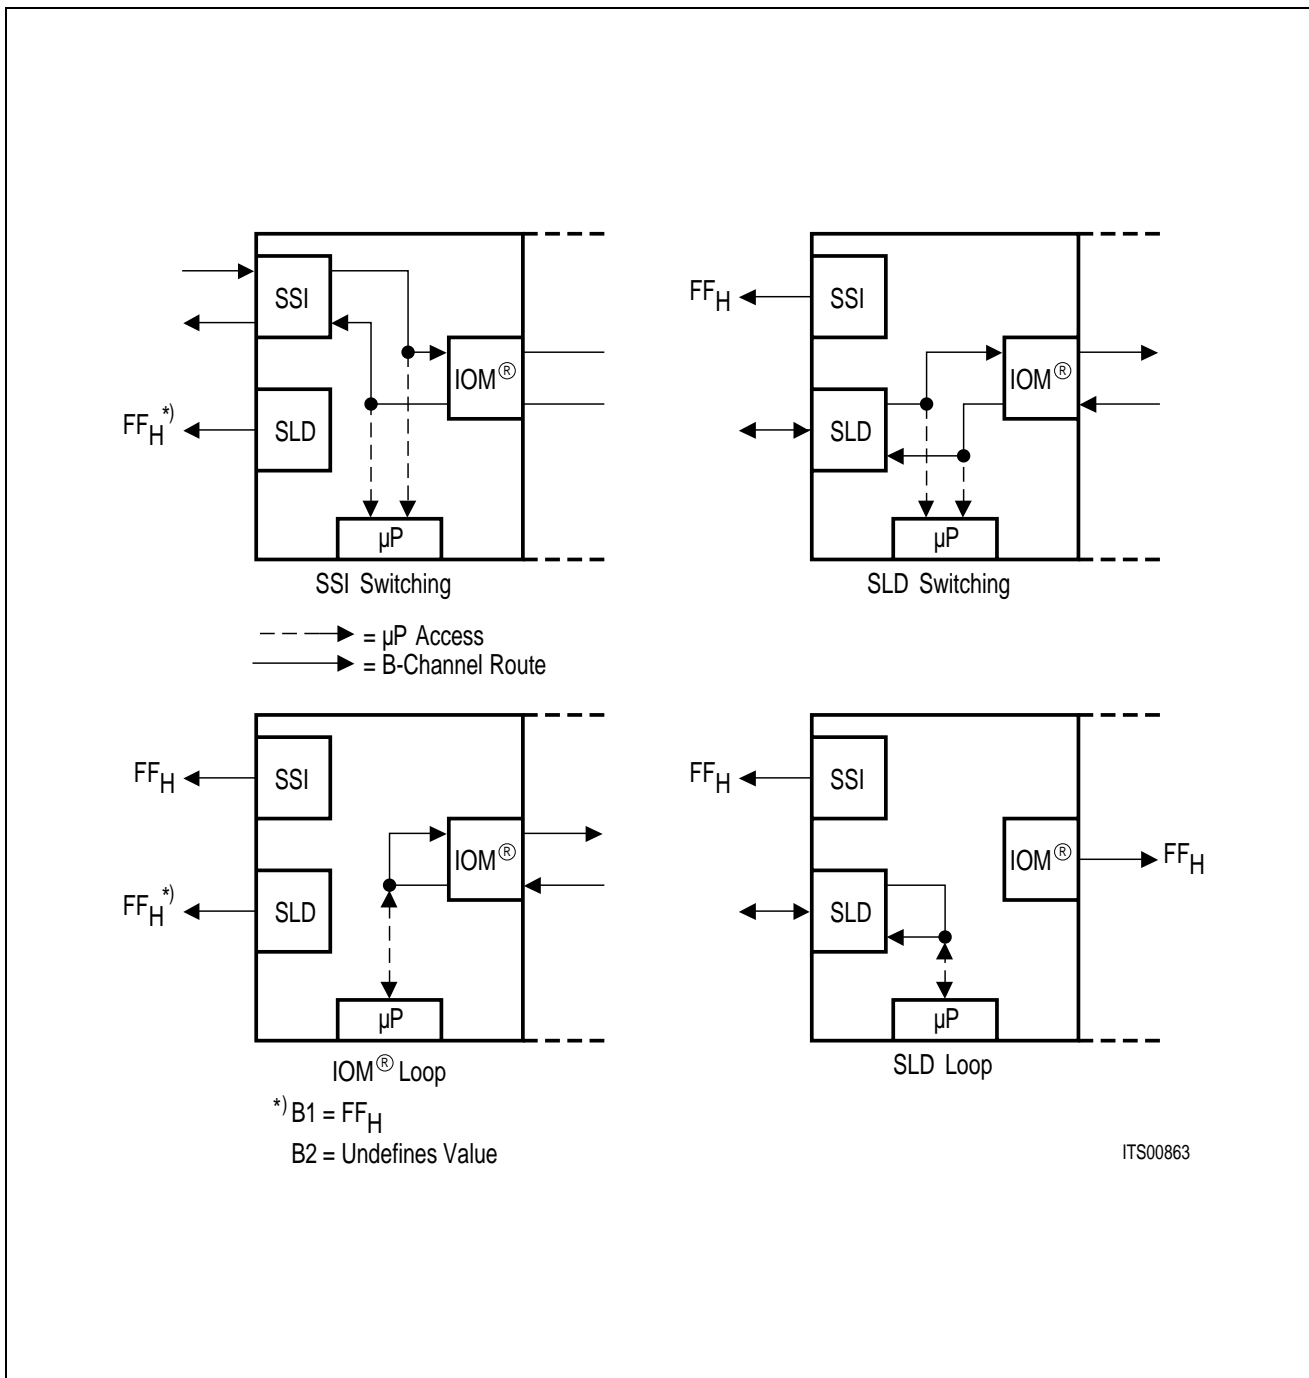 SSI
IOM®
SLD
FFH*)
µP
SSI Switching
FFH
SSI
IOM®
SLD
µP
SLD Switching
= µP Access
= B-Channel Route
FFH
SSI
IOM®
FFH*)
SLD
µP
IOM® Loop
*) B1 = FFH
B2 = Undefines Value
FFH
SSI
IOM®
FFH
SLD
µP
SLD Loop
ITS00863